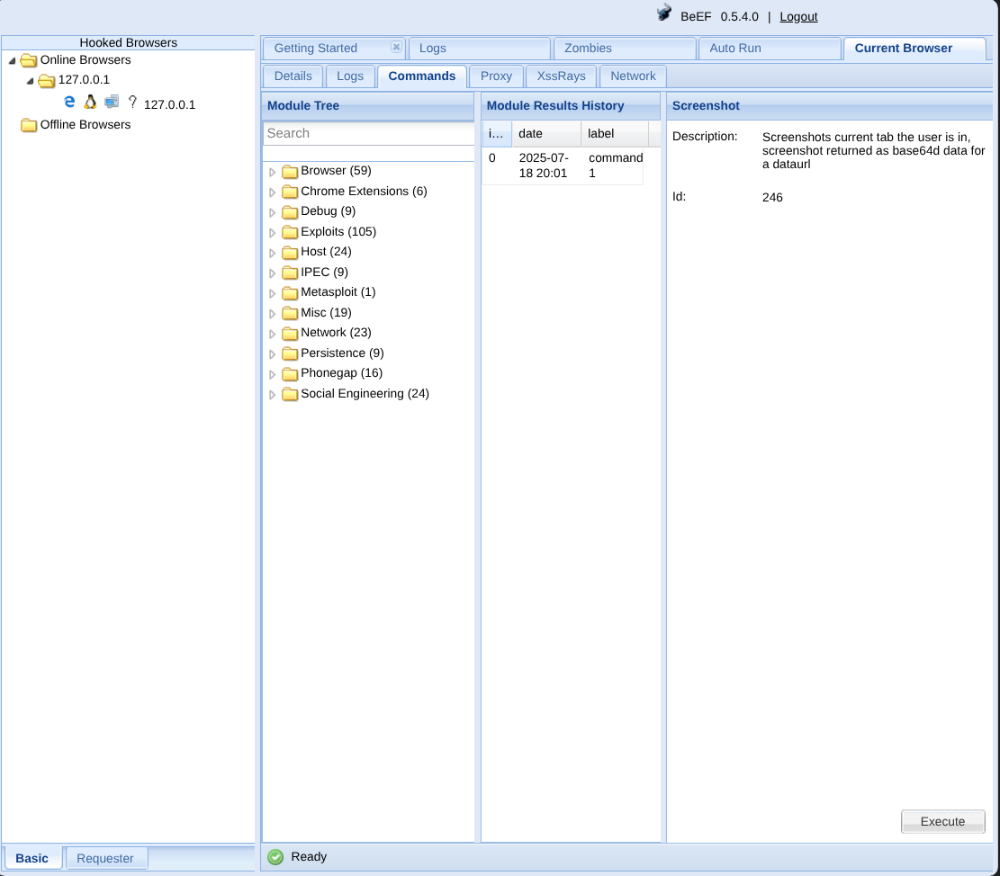 BeEF 0.5.4.0 | Logout
Hooked Browsers
Online Browsers
127.0.0.1
? 127.0.0.1
Offline Browsers
Getting Started
Logs
Zombies
Auto Run
Current Browser
Details
Logs
Commands
Proxy
XssRays
Network
Module Tree
Search
Browser (59)
Chrome Extensions (6)
Debug (9)
Exploits (105)
Host (24)
IPEC (9)
Metasploit (1)
Misc (19)
Network (23)
Persistence (9)
Phonegap (16)
Social Engineering (24)
Module Results History
i... date label
0 2025-07- command
18 20:01 1
Screenshot
Description: Screenshots current tab the user is in,
screenshot returned as base64d data for
a dataurl
Id: 246
Execute
Basic
Requester
Ready